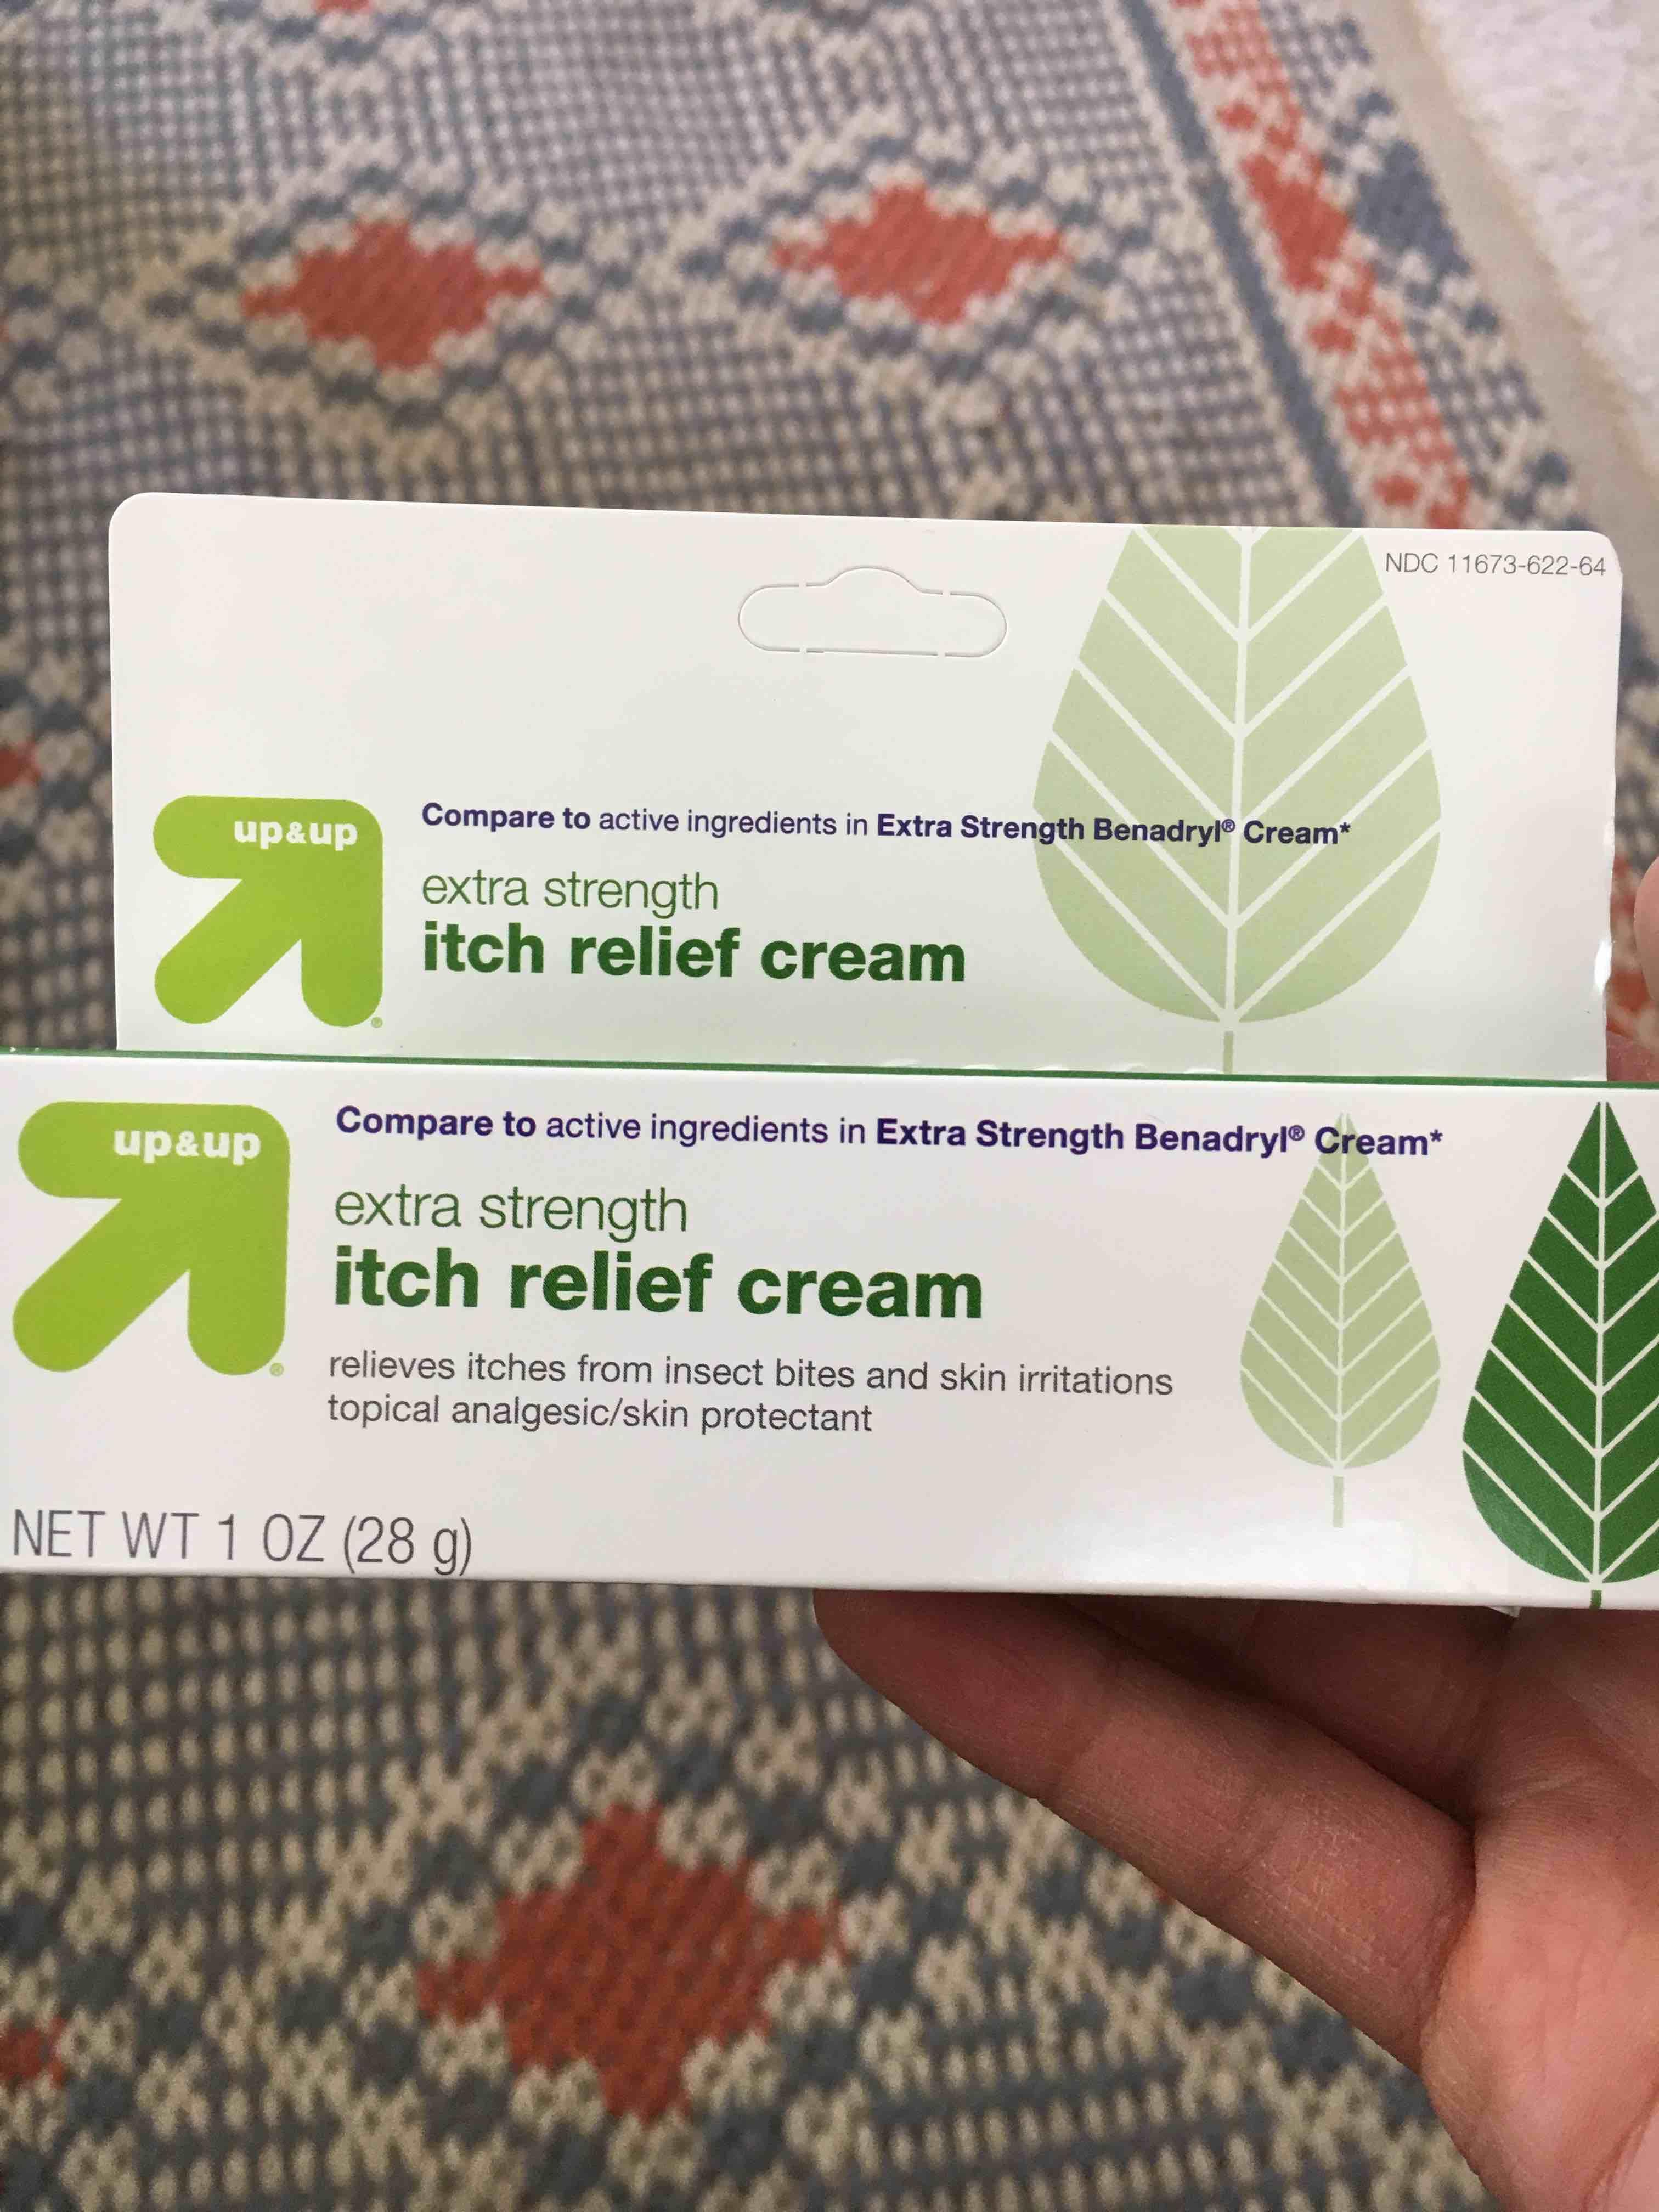 NDC 11673-622-64
up&up
Compare to active ingredients in Extra Strength Benadryl® Cream*
extra strength
itch relief cream
®
up&up
Compare to active ingredients in Extra Strength Benadryl® Cream*
extra strength
itch relief cream
®
relieves itches from insect bites and skin irritations
topical analgesic/skin protectant
NET WT 1 OZ (28 g)